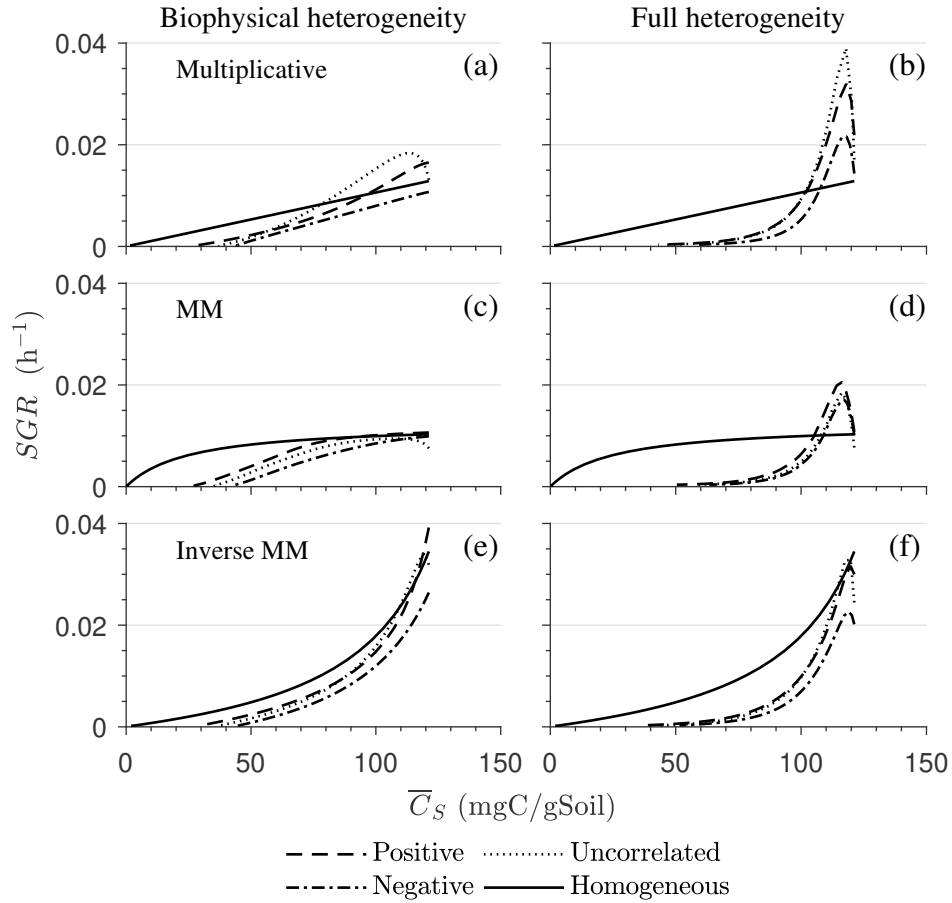 Biophysical heterogeneity
Full heterogeneity
0.04
Multiplicative
(a)
(b)
0.02
0
0.04
MM
(c)
(d)
0.02
0
0.04
Inverse MM
(e)
(f)
0.02
0
SGR (h⁻¹)
0 50 100 150
0 50 100 150
C̅_S (mgC/gSoil)
Positive
Uncorrelated
Negative
Homogeneous